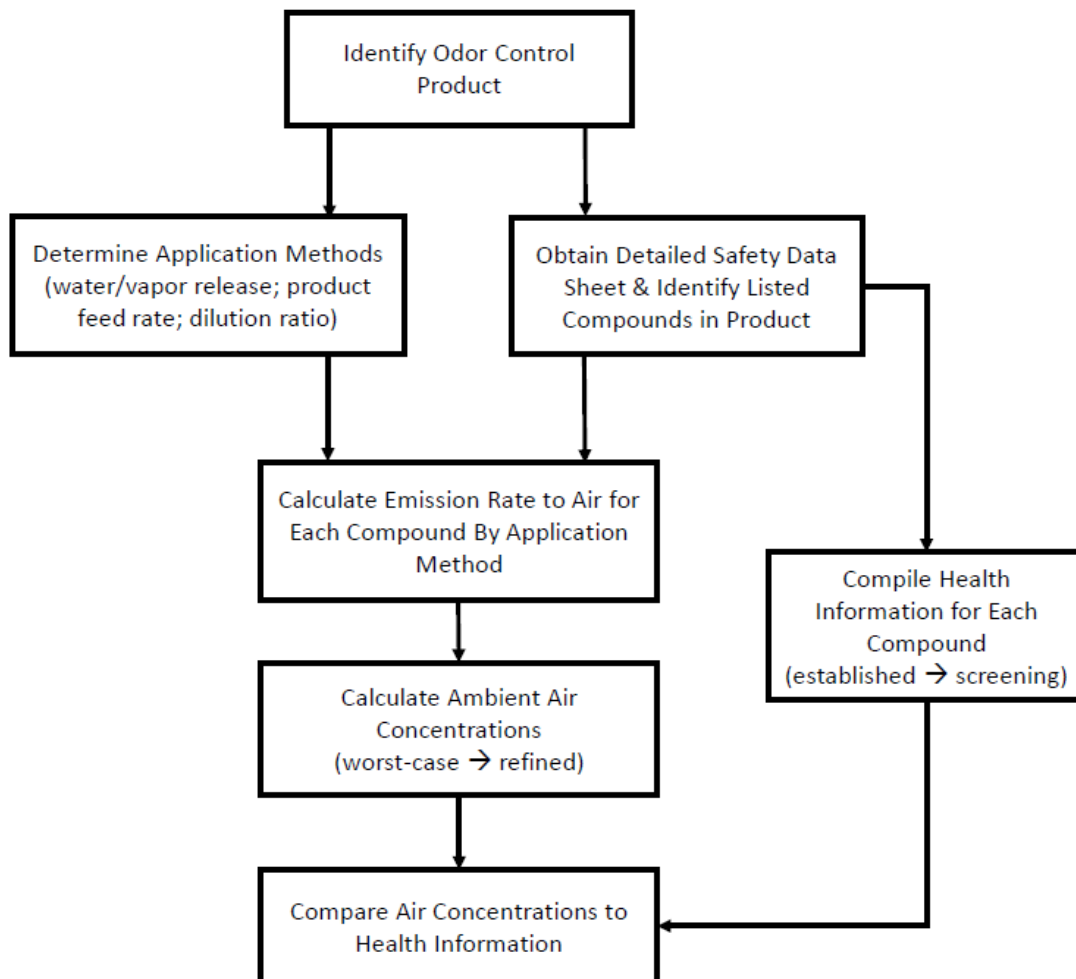 Identify Odor Control
Product
Determine Application Methods
(water/vapor release; product
feed rate; dilution ratio)
Obtain Detailed Safety Data
Sheet & Identify Listed
Compounds in Product
Calculate Emission Rate to Air for
Each Compound By Application
Method
Compile Health
Information for Each
Compound
(established → screening)
Calculate Ambient Air
Concentrations
(worst-case → refined)
Compare Air Concentrations to
Health Information